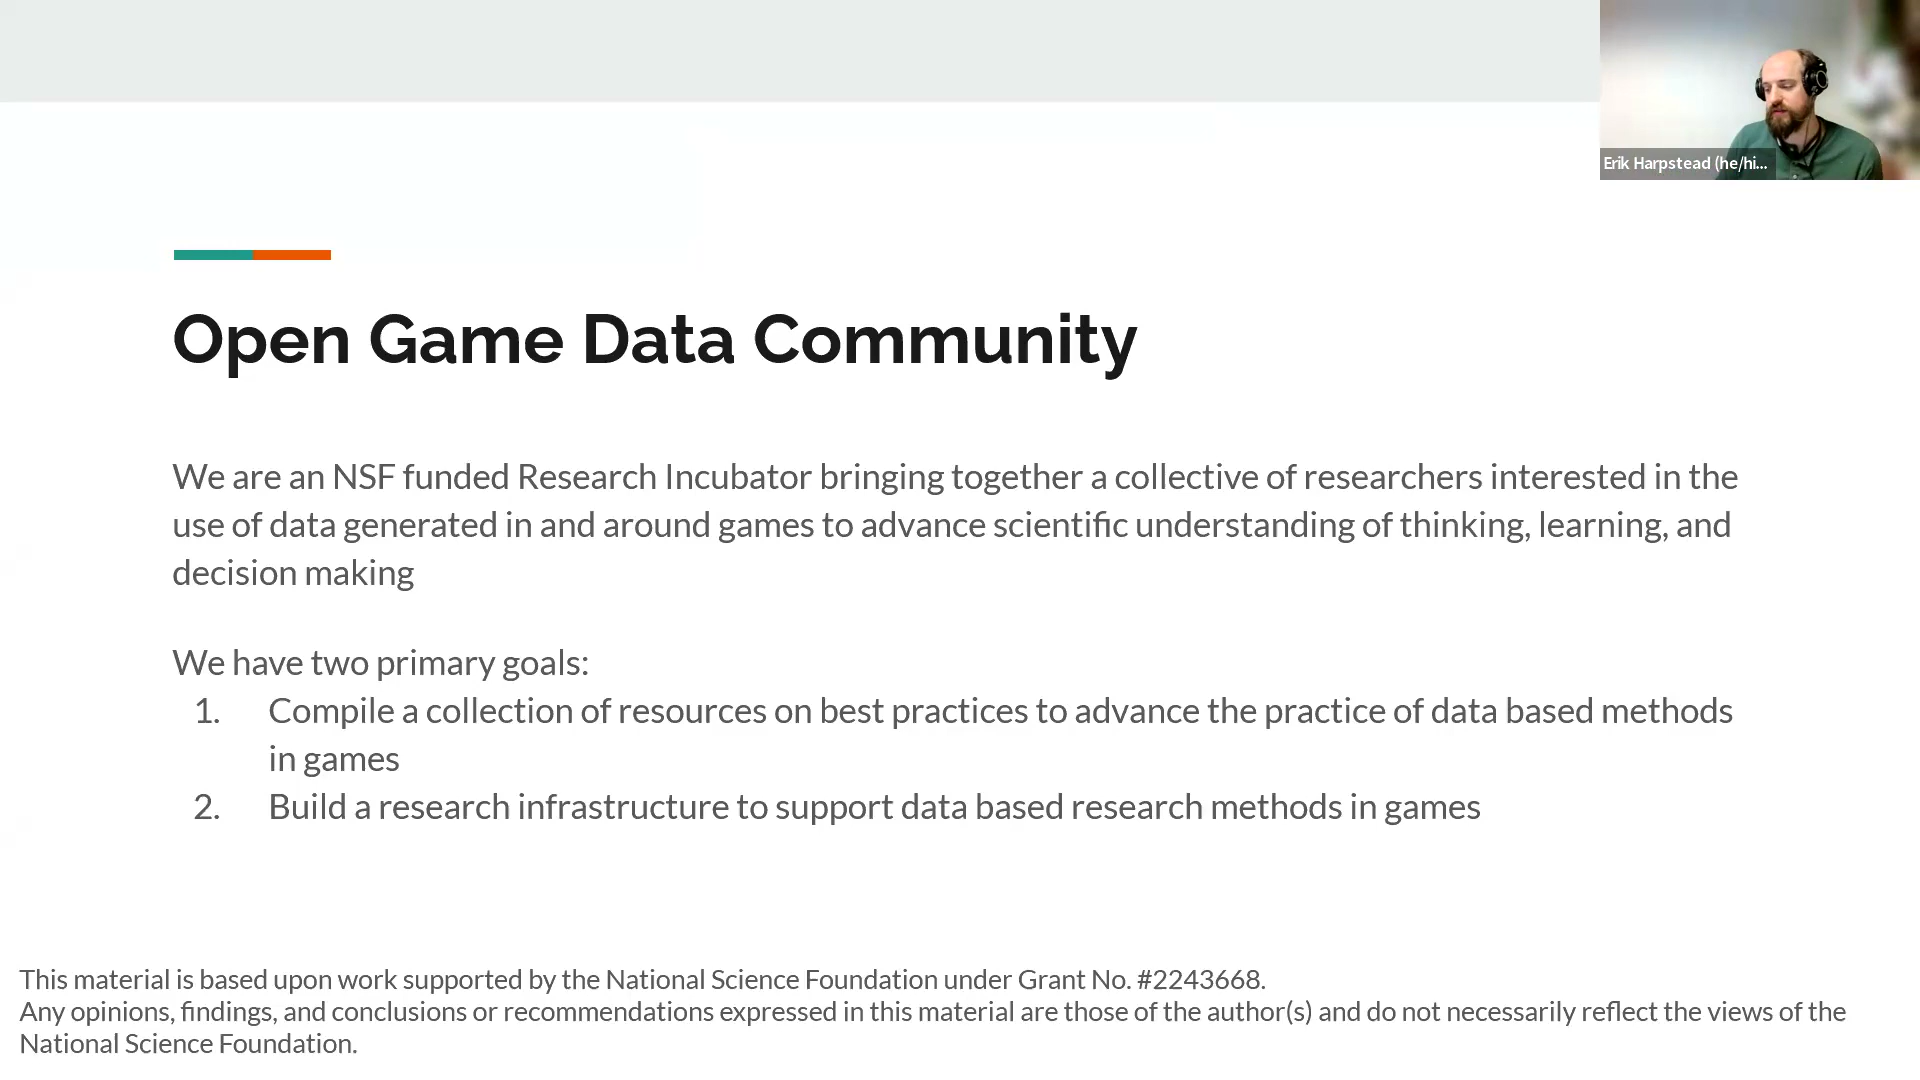 Erik Harpstead (he/hi...
Open Game Data Community
We are an NSF funded Research Incubator bringing together a collective of researchers interested in the
use of data generated in and around games to advance scientific understanding of thinking, learning, and
decision making
We have two primary goals:
1. Compile a collection of resources on best practices to advance the practice of data based methods
in games
2. Build a research infrastructure to support data based research methods in games
This material is based upon work supported by the National Science Foundation under Grant No. #2243668.
Any opinions, findings, and conclusions or recommendations expressed in this material are those of the author(s) and do not necessarily reflect the views of the
National Science Foundation.